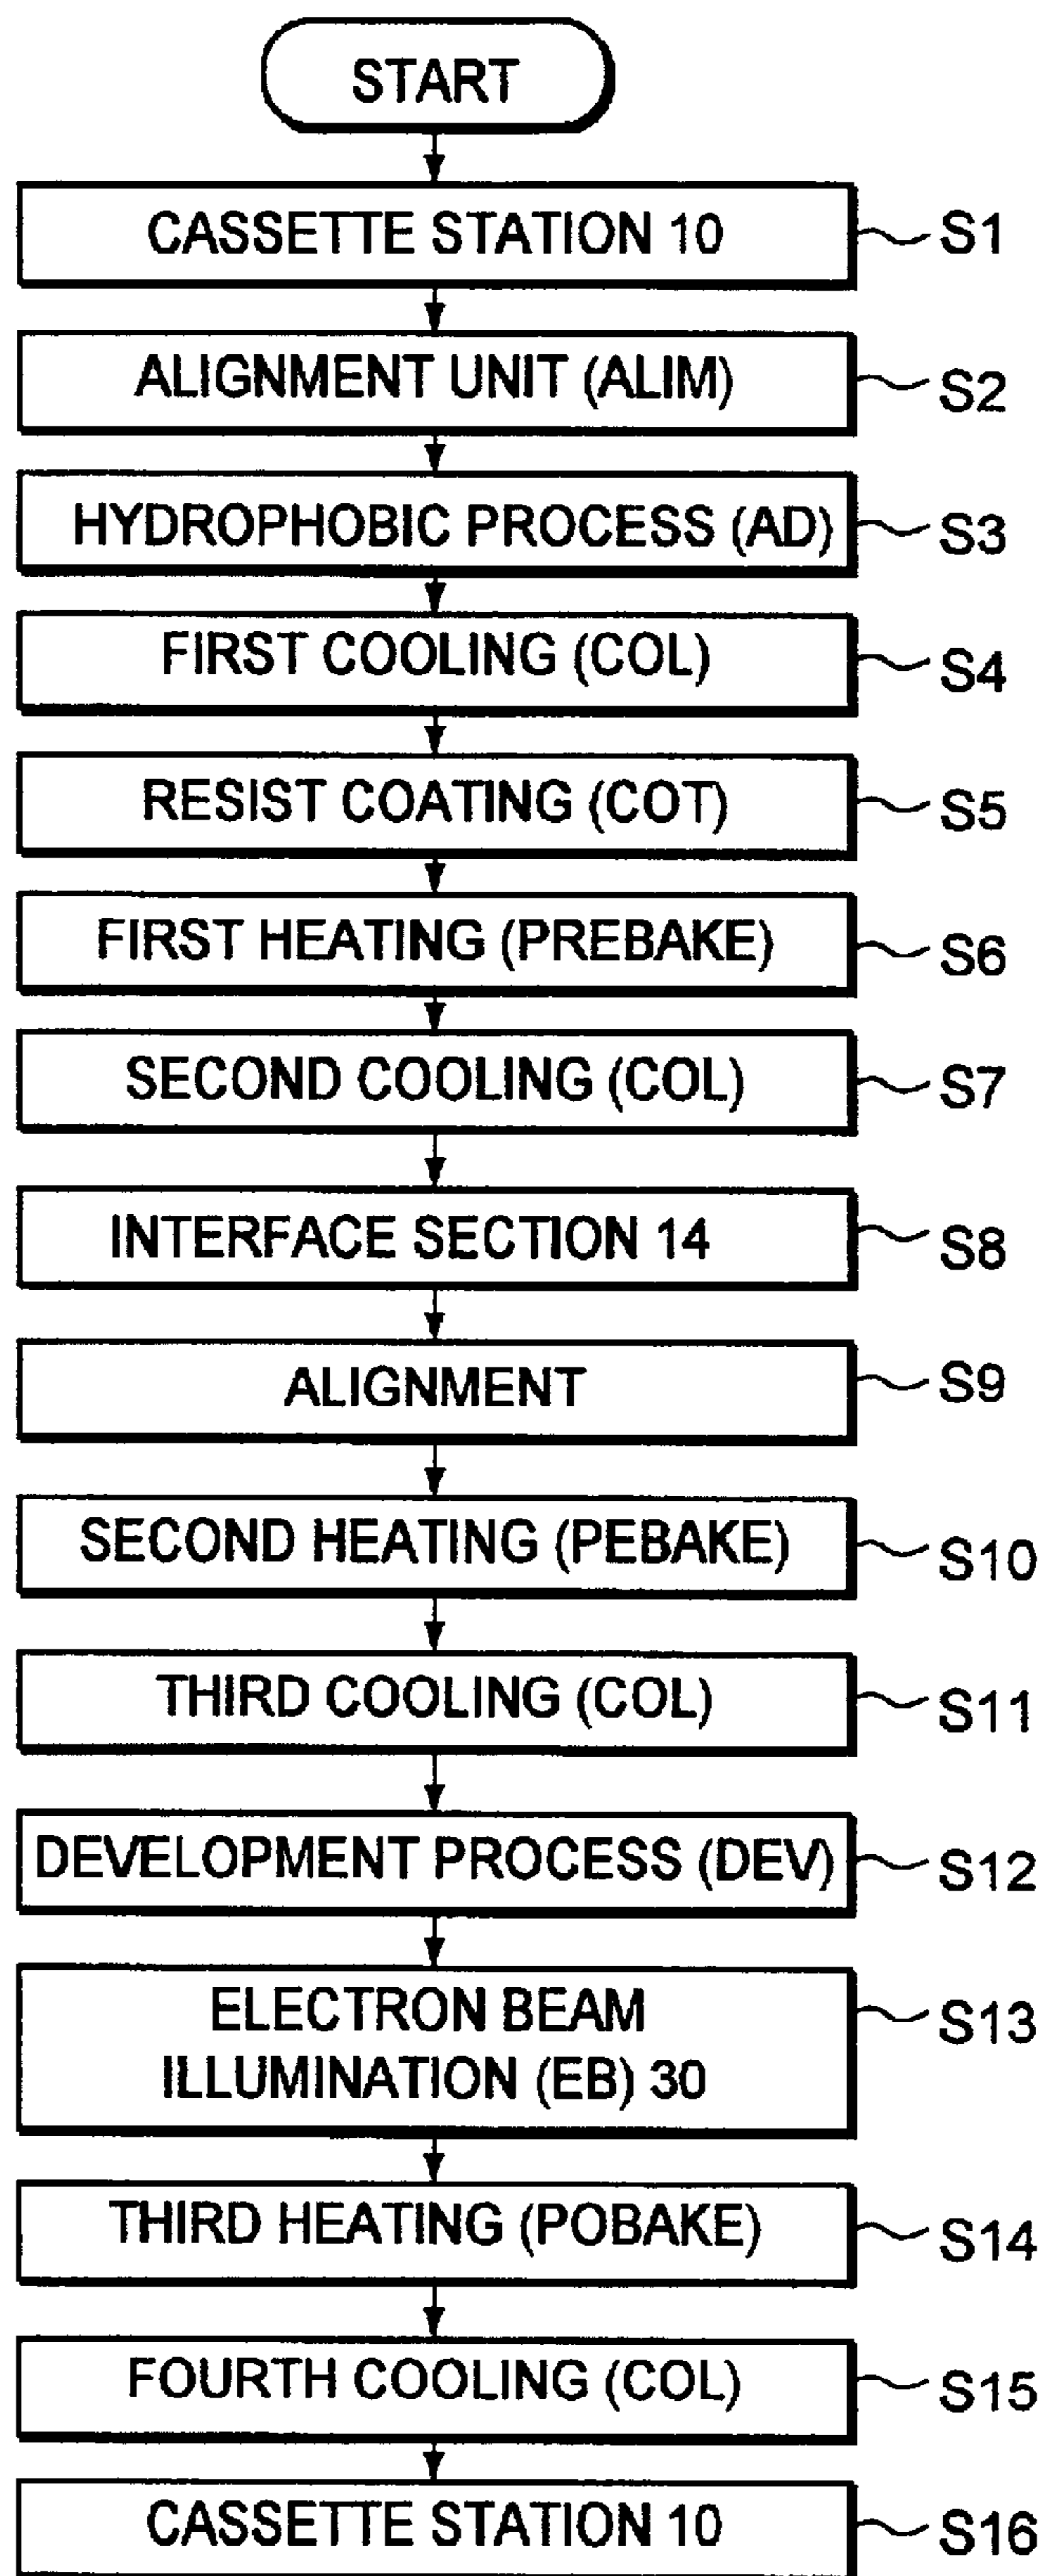 START
CASSETTE STATION 10
S1
ALIGNMENT UNIT (ALIM)
S2
HYDROPHOBIC PROCESS (AD)
S3
FIRST COOLING (COL)
S4
RESIST COATING (COT)
S5
FIRST HEATING (PREBAKE)
S6
SECOND COOLING (COL)
S7
INTERFACE SECTION 14
S8
ALIGNMENT
S9
SECOND HEATING (PEBAKE)
S10
THIRD COOLING (COL)
S11
DEVELOPMENT PROCESS (DEV)
S12
ELECTRON BEAM
ILLUMINATION (EB) 30
S13
THIRD HEATING (POBAKE)
S14
FOURTH COOLING (COL)
S15
CASSETTE STATION 10
S16